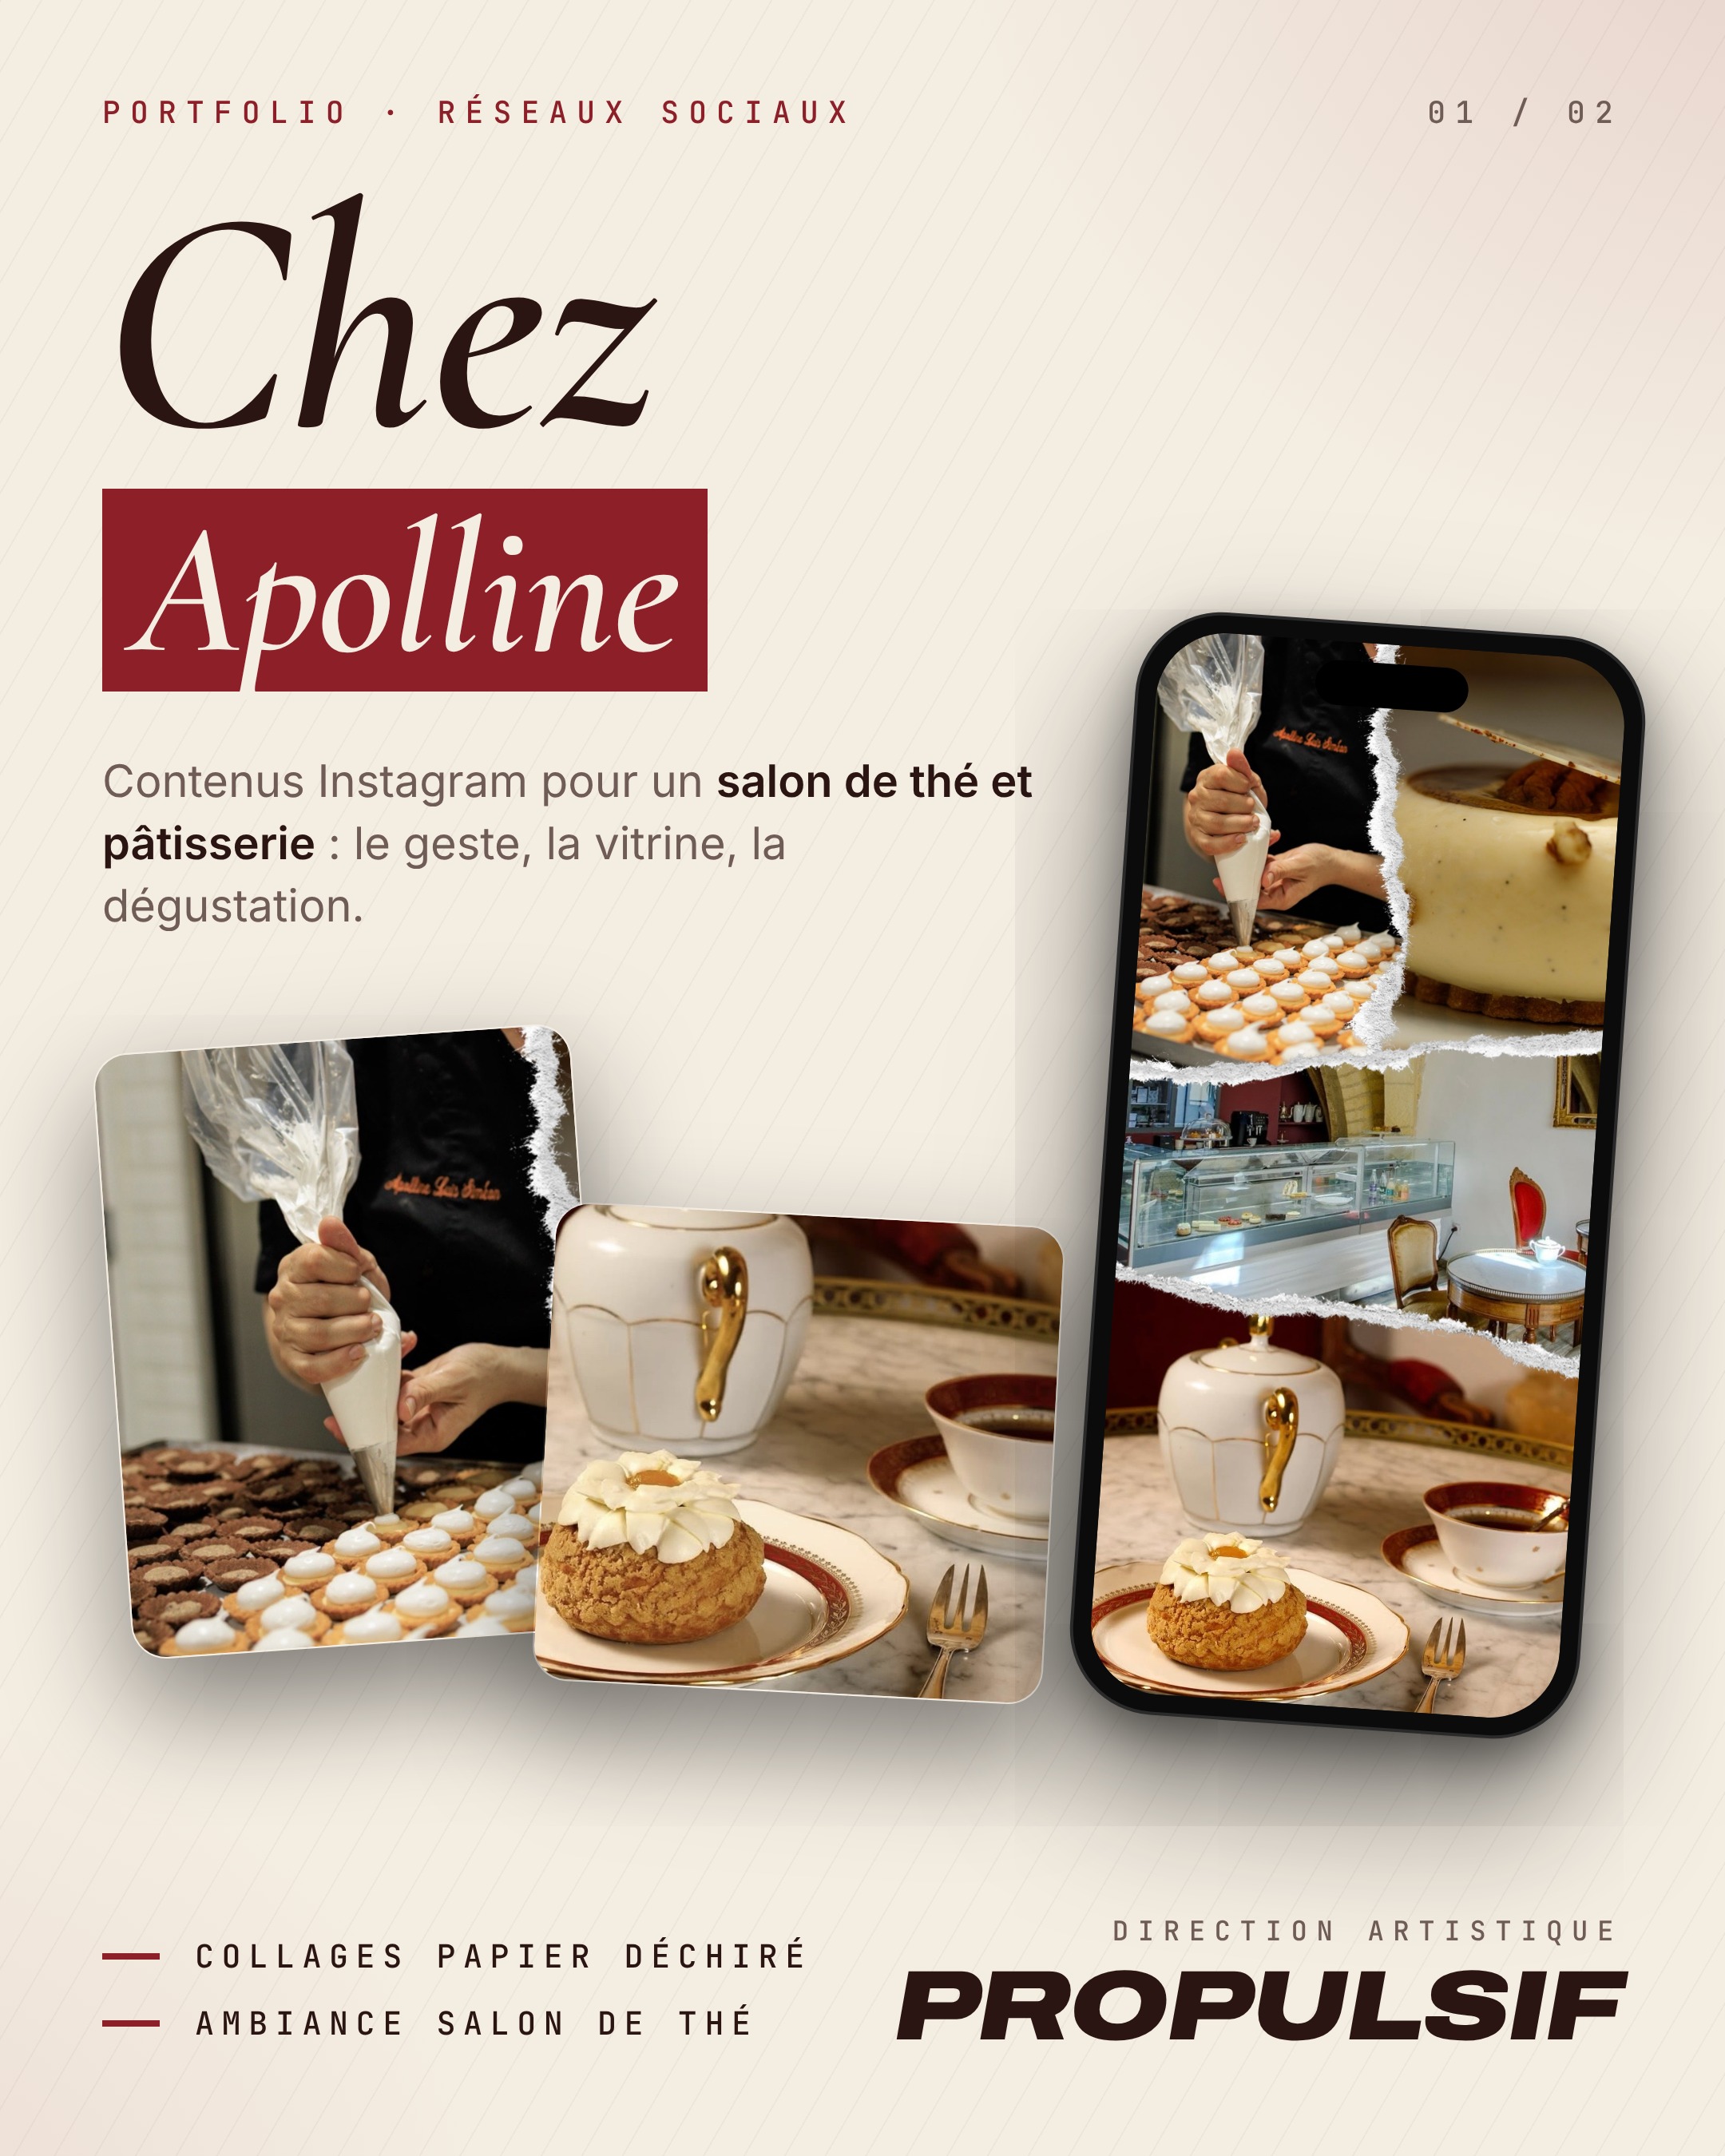 PORTFOLIO · RÉSEAUX SOCIAUX
01 / 02
Chez
Apolline
Contenus Instagram pour un salon de thé et
pâtisserie : le geste, la vitrine, la
dégustation.
COLLAGES PAPIER DÉCHIRÉ
AMBIANCE SALON DE THÉ
DIRECTION ARTISTIQUE
PROPULSIF